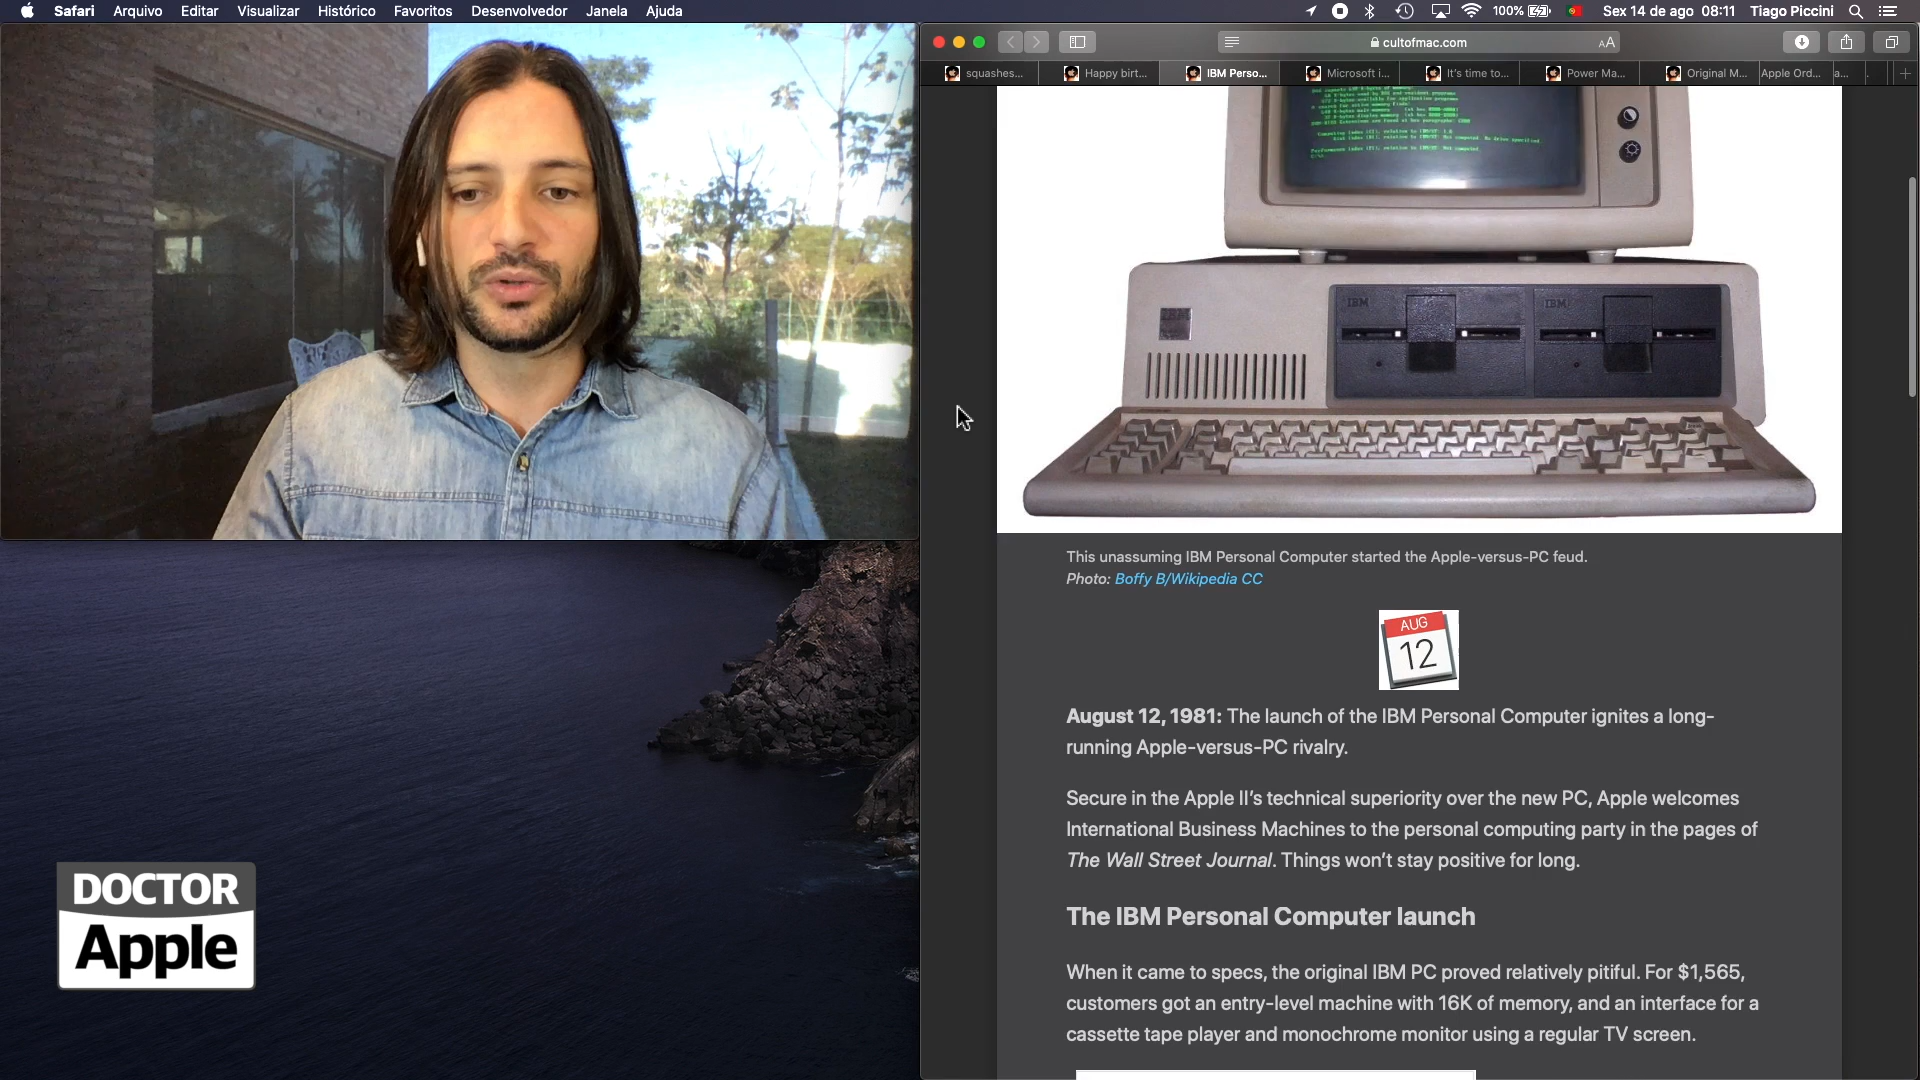 Safari Arquivo Editar Visualizar Histórico Favoritos Desenvolvedor Janela Ajuda 100% Sex 14 de ago 08:11 Tiago Piccini
cultofmac.com AA
squashes... Happy birt... IBM Perso... Microsoft i... It's time to... Power Ma... Original M... Apple Ord... a...
IBM IBM
IBM
This unassuming IBM Personal Computer started the Apple-versus-PC feud.
Photo: Boffy B/Wikipedia CC
AUG
12
August 12, 1981: The launch of the IBM Personal Computer ignites a long-
running Apple-versus-PC rivalry.
Secure in the Apple II's technical superiority over the new PC, Apple welcomes
International Business Machines to the personal computing party in the pages of
The Wall Street Journal. Things won't stay positive for long.
The IBM Personal Computer launch
When it came to specs, the original IBM PC proved relatively pitiful. For $1,565,
customers got an entry-level machine with 16K of memory, and an interface for a
cassette tape player and monochrome monitor using a regular TV screen.
DOCTOR
Apple